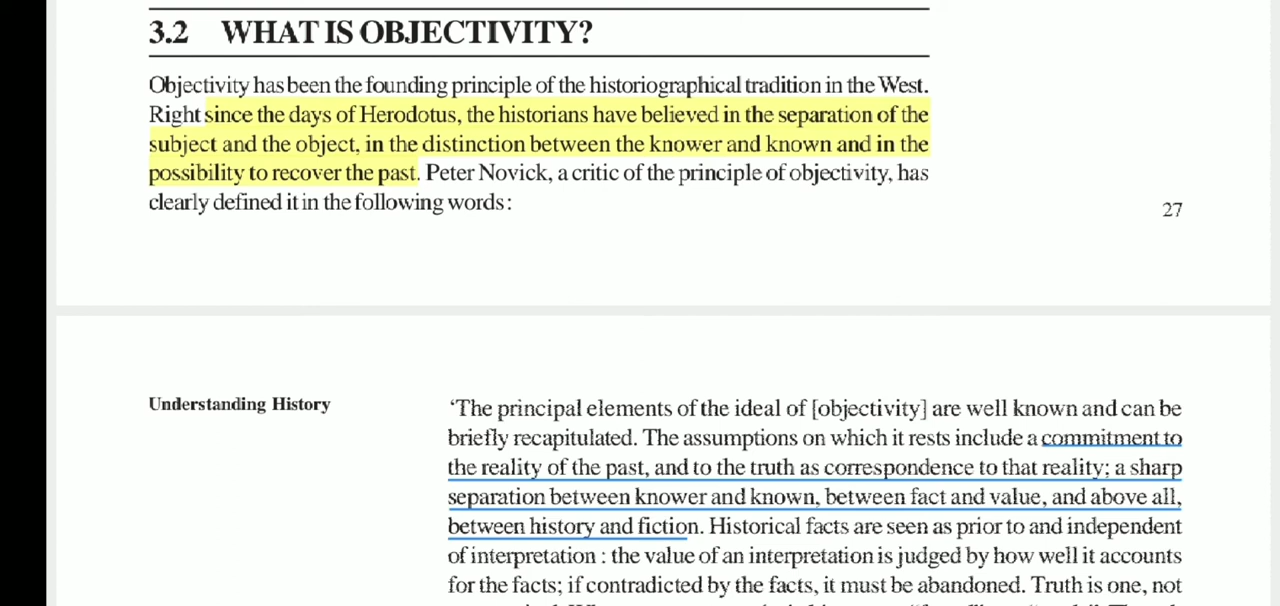 3.2 WHAT IS OBJECTIVITY?
Objectivity has been the founding principle of the historiographical tradition in the West.
Right since the days of Herodotus, the historians have believed in the separation of the
subject and the object, in the distinction between the knower and known and in the
possibility to recover the past. Peter Novick, a critic of the principle of objectivity, has
clearly defined it in the following words:
27
Understanding History
‘The principal elements of the ideal of [objectivity] are well known and can be
briefly recapitulated. The assumptions on which it rests include a commitment to
the reality of the past, and to the truth as correspondence to that reality; a sharp
separation between knower and known, between fact and value, and above all,
between history and fiction. Historical facts are seen as prior to and independent
of interpretation : the value of an interpretation is judged by how well it accounts
for the facts; if contradicted by the facts, it must be abandoned. Truth is one, not